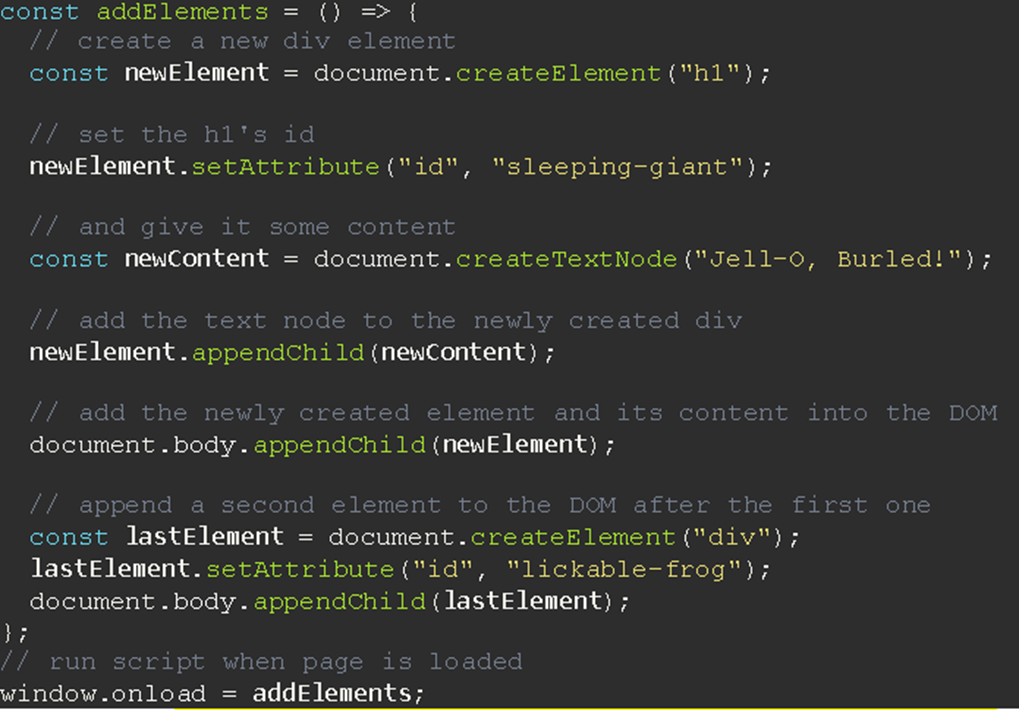 const addElements = () => {
// create a new div element
const newElement = document.createElement("h1");
// set the h1's id
newElement.setAttribute("id", "sleeping-giant");
// and give it some content
const newContent = document.createTextNode("Jell-O, Burled!");
// add the text node to the newly created div
newElement.appendChild(newContent);
// add the newly created element and its content into the DOM
document.body.appendChild(newElement);
// append a second element to the DOM after the first one
const lastElement = document.createElement("div");
lastElement.setAttribute("id", "lickable-frog");
document.body.appendChild(lastElement);
};
// run script when page is loaded
window.onload = addElements;